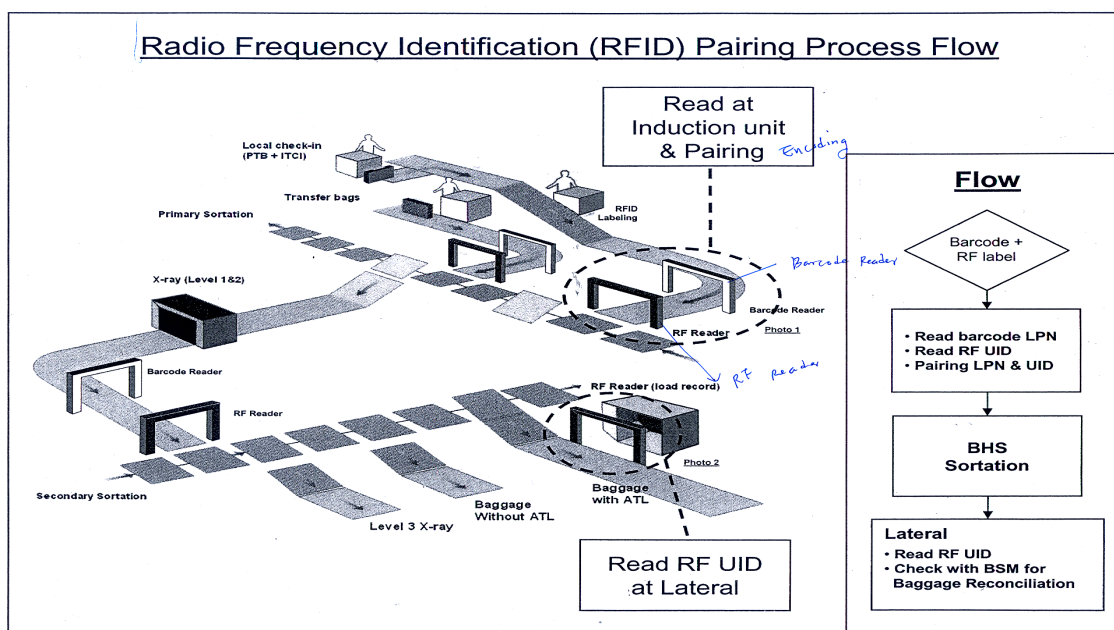 Radio Frequency Identification (RFID) Pairing Process Flow
Read at
Induction unit
& Pairing
Encoding
Local check-in
(PTB + ITCI)
Transfer bags
RFID
Labeling
Primary Sortation
X-ray (Level 1&2)
Barcode Reader
Barcode Reader
Photo 1
RF Reader
RF Reader
Barcode Reader
RF Reader
RF Reader (load record)
Photo 2
Secondary Sortation
Level 3 X-ray
Baggage
Without ATL
Baggage
with ATL
Read RF UID
at Lateral
Flow
Barcode +
RF label
• Read barcode LPN
• Read RF UID
• Pairing LPN & UID
BHS
Sortation
Lateral
• Read RF UID
• Check with BSM for
Baggage Reconciliation